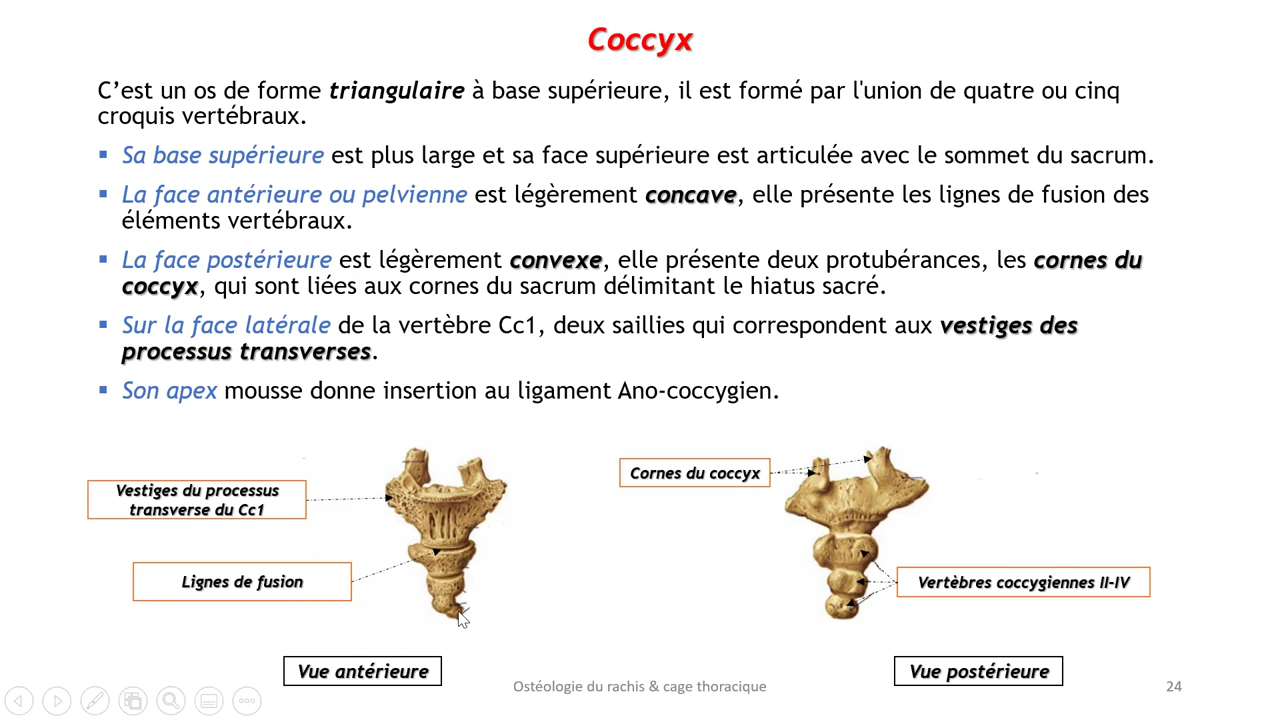 Coccyx
C’est un os de forme triangulaire à base supérieure, il est formé par l'union de quatre ou cinq
croquis vertébraux.
▪ Sa base supérieure est plus large et sa face supérieure est articulée avec le sommet du sacrum.
▪ La face antérieure ou pelvienne est légèrement concave, elle présente les lignes de fusion des
éléments vertébraux.
▪ La face postérieure est légèrement convexe, elle présente deux protubérances, les cornes du
coccyx, qui sont liées aux cornes du sacrum délimitant le hiatus sacré.
▪ Sur la face latérale de la vertèbre Cc1, deux saillies qui correspondent aux vestiges des
processus transverses.
▪ Son apex mousse donne insertion au ligament Ano-coccygien.
Cornes du coccyx
Vestiges du processus
transverse du Cc1
Lignes de fusion
Vertèbres coccygiennes II-IV
Vue antérieure
Vue postérieure
Ostéologie du rachis & cage thoracique
24